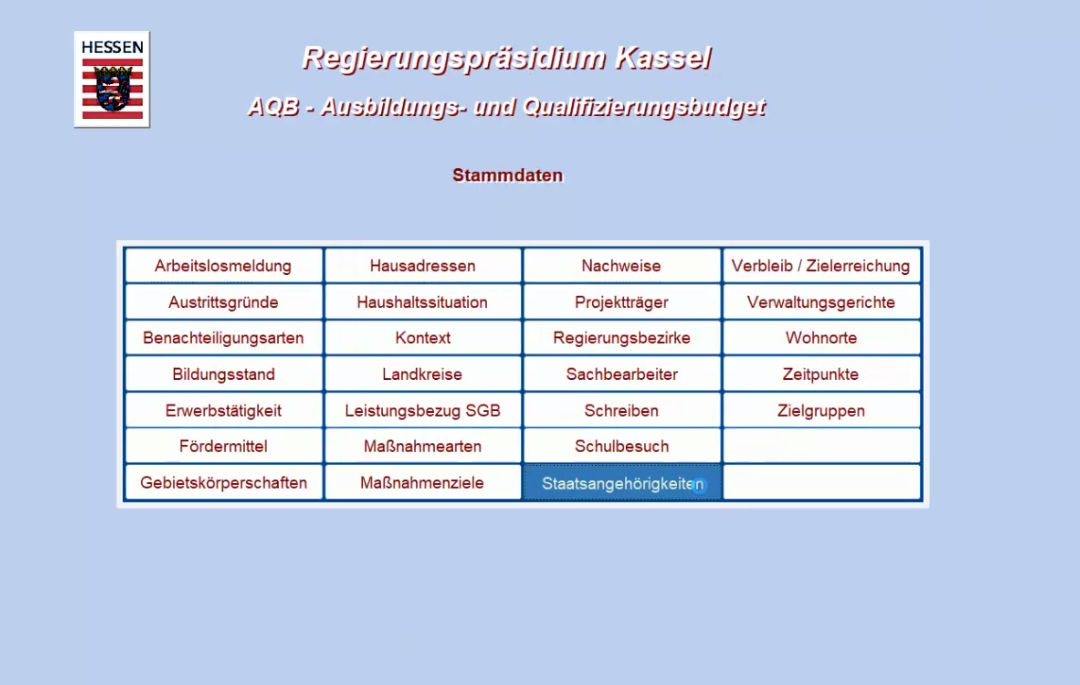 HESSEN
Regierungspräsidium Kassel
AQB - Ausbildungs- und Qualifizierungsbudget
Stammdaten
Arbeitslosmeldung Hausadressen Nachweise Verbleib / Zielerreichung
Austrittsgründe Haushaltssituation Projektträger Verwaltungsgerichte
Benachteiligungsarten Kontext Regierungsbezirke Wohnorte
Bildungsstand Landkreise Sachbearbeiter Zeitpunkte
Erwerbstätigkeit Leistungsbezug SGB Schreiben Zielgruppen
Fördermittel Maßnahmearten Schulbesuch
Gebietskörperschaften Maßnahmenziele Staatsangehörigkeiten